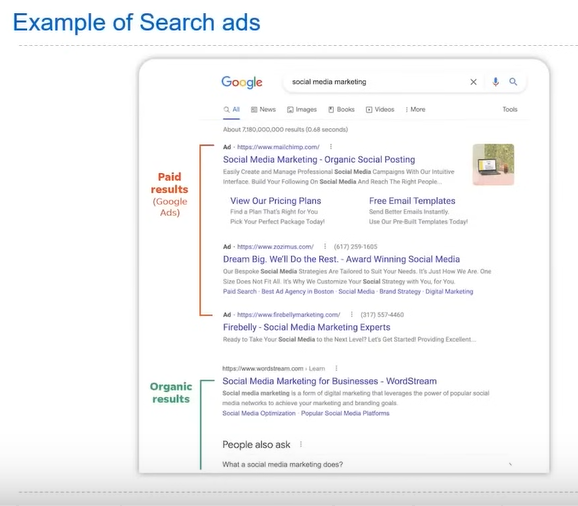 Example of Search ads
Google
social media marketing
All News Images Books Videos More Tools
About 7,180,000,000 results (0.68 seconds)
Paid
results
(Google
Ads)
Ad · https://www.mailchimp.com/
Social Media Marketing - Organic Social Posting
Easily Create and Manage Professional Social Media Campaigns With Our Intuitive
Interface. Build Your Following On Social Media And Reach The Right People...
View Our Pricing Plans
Find a Plan That's Right for You
Pick Your Perfect Package Today!
Free Email Templates
Send Better Emails Instantly.
Use Our Pre-Built Templates Today!
Ad · https://www.zozimus.com/ (617) 259-1605
Dream Big. We'll Do the Rest. - Award Winning Social Media
Our Bespoke Social Media Strategies Are Tailored to Suit Your Needs. It's Just How We Are. One
Size Does Not Fit All. It's Why We Customize Your Social Strategy with You, for You.
Paid Search · Best Ad Agency in Boston · Social Media · Brand Strategy · Digital Marketing
Ad · https://www.firebellymarketing.com/ (317) 557-4460
Firebelly - Social Media Marketing Experts
Ready to Take Your Social Media to the Next Level? Let's Get Started! Providing Excellent...
Organic
results
https://www.wordstream.com › Learn
Social Media Marketing for Businesses - WordStream
Social media marketing is a form of digital marketing that leverages the power of popular social
media networks to achieve your marketing and branding goals.
Social Media Optimization · Popular Social Media Platforms
People also ask
What a social media marketing does?